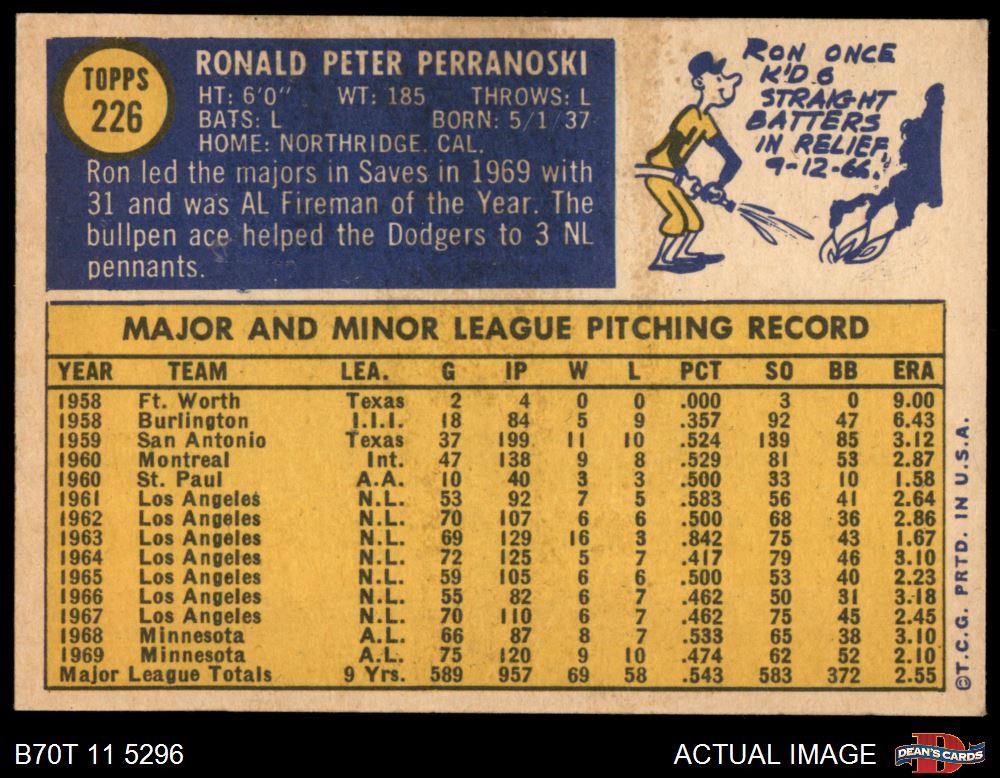 TOPPS
226
RONALD PETER PERRANOSKI
HT: 6'0" WT: 185 THROWS: L
BATS: L BORN: 5/1/37
HOME: NORTHRIDGE, CAL.
Ron led the majors in Saves in 1969 with
31 and was AL Fireman of the Year. The
bullpen ace helped the Dodgers to 3 NL
pennants.
RON ONCE
K'D 6
STRAIGHT
BATTERS
IN RELIEF
9-12-66.
MAJOR AND MINOR LEAGUE PITCHING RECORD
YEAR TEAM LEA. G IP W L PCT SO BB ERA
1958 Ft. Worth Texas 2 4 0 0 .000 3 0 9.00
1958 Burlington I.I.I. 18 84 5 9 .357 92 47 6.43
1959 San Antonio Texas 37 199 11 10 .524 139 85 3.12
1960 Montreal Int. 47 138 9 8 .529 81 53 2.87
1960 St. Paul A.A. 10 40 3 3 .500 33 10 1.58
1961 Los Angeles N.L. 53 92 7 5 .583 56 41 2.64
1962 Los Angeles N.L. 70 107 6 6 .500 68 36 2.86
1963 Los Angeles N.L. 69 129 16 3 .842 75 43 1.67
1964 Los Angeles N.L. 72 125 5 7 .417 79 46 3.10
1965 Los Angeles N.L. 59 105 6 6 .500 53 40 2.23
1966 Los Angeles N.L. 55 82 6 7 .462 50 31 3.18
1967 Los Angeles N.L. 70 110 6 7 .462 75 45 2.45
1968 Minnesota A.L. 66 87 8 7 .533 65 38 3.10
1969 Minnesota A.L. 75 120 9 10 .474 62 52 2.10
Major League Totals 9 Yrs. 589 957 69 58 .543 583 372 2.55
©T.C.G. PRTD. IN U.S.A.
B70T 11 5296
ACTUAL IMAGE
D
DEAN'S CARDS